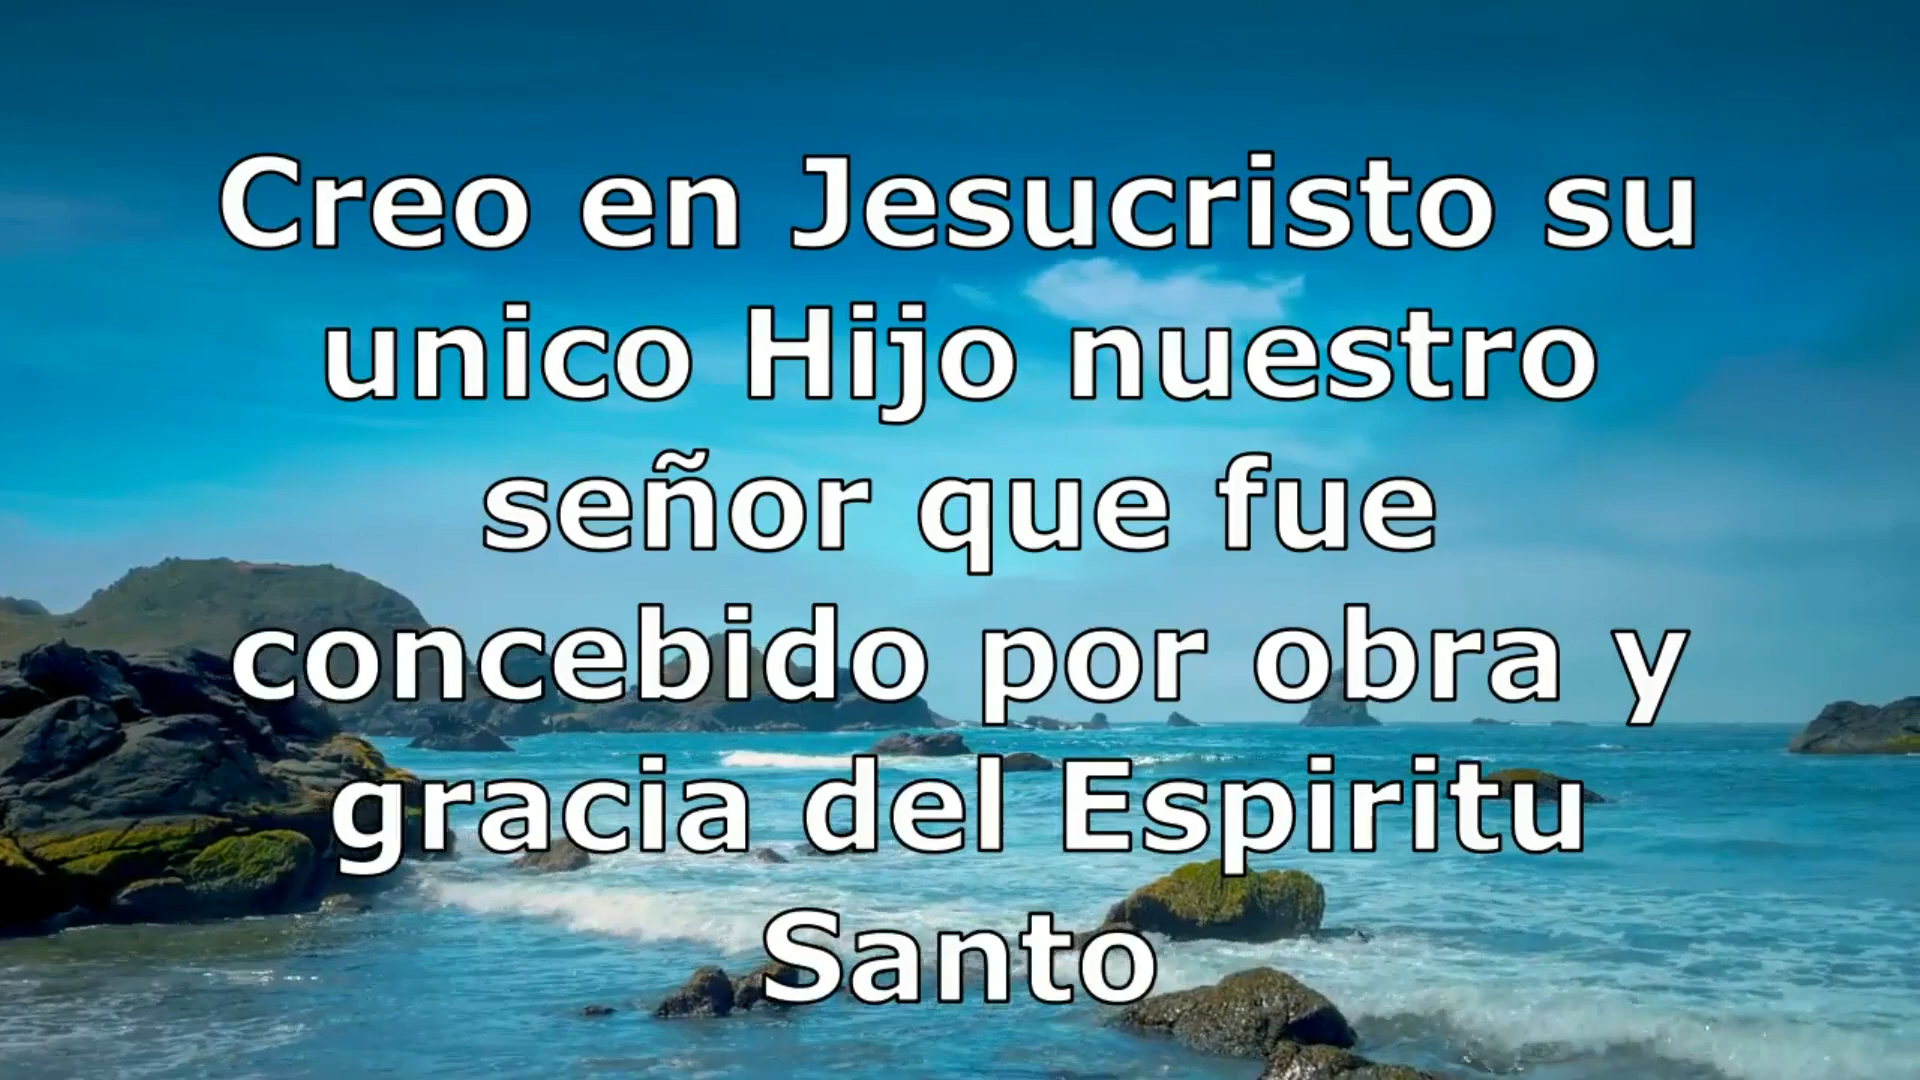 Creo en Jesucristo su
unico Hijo nuestro
señor que fue
concebido por obra y
gracia del Espiritu
Santo